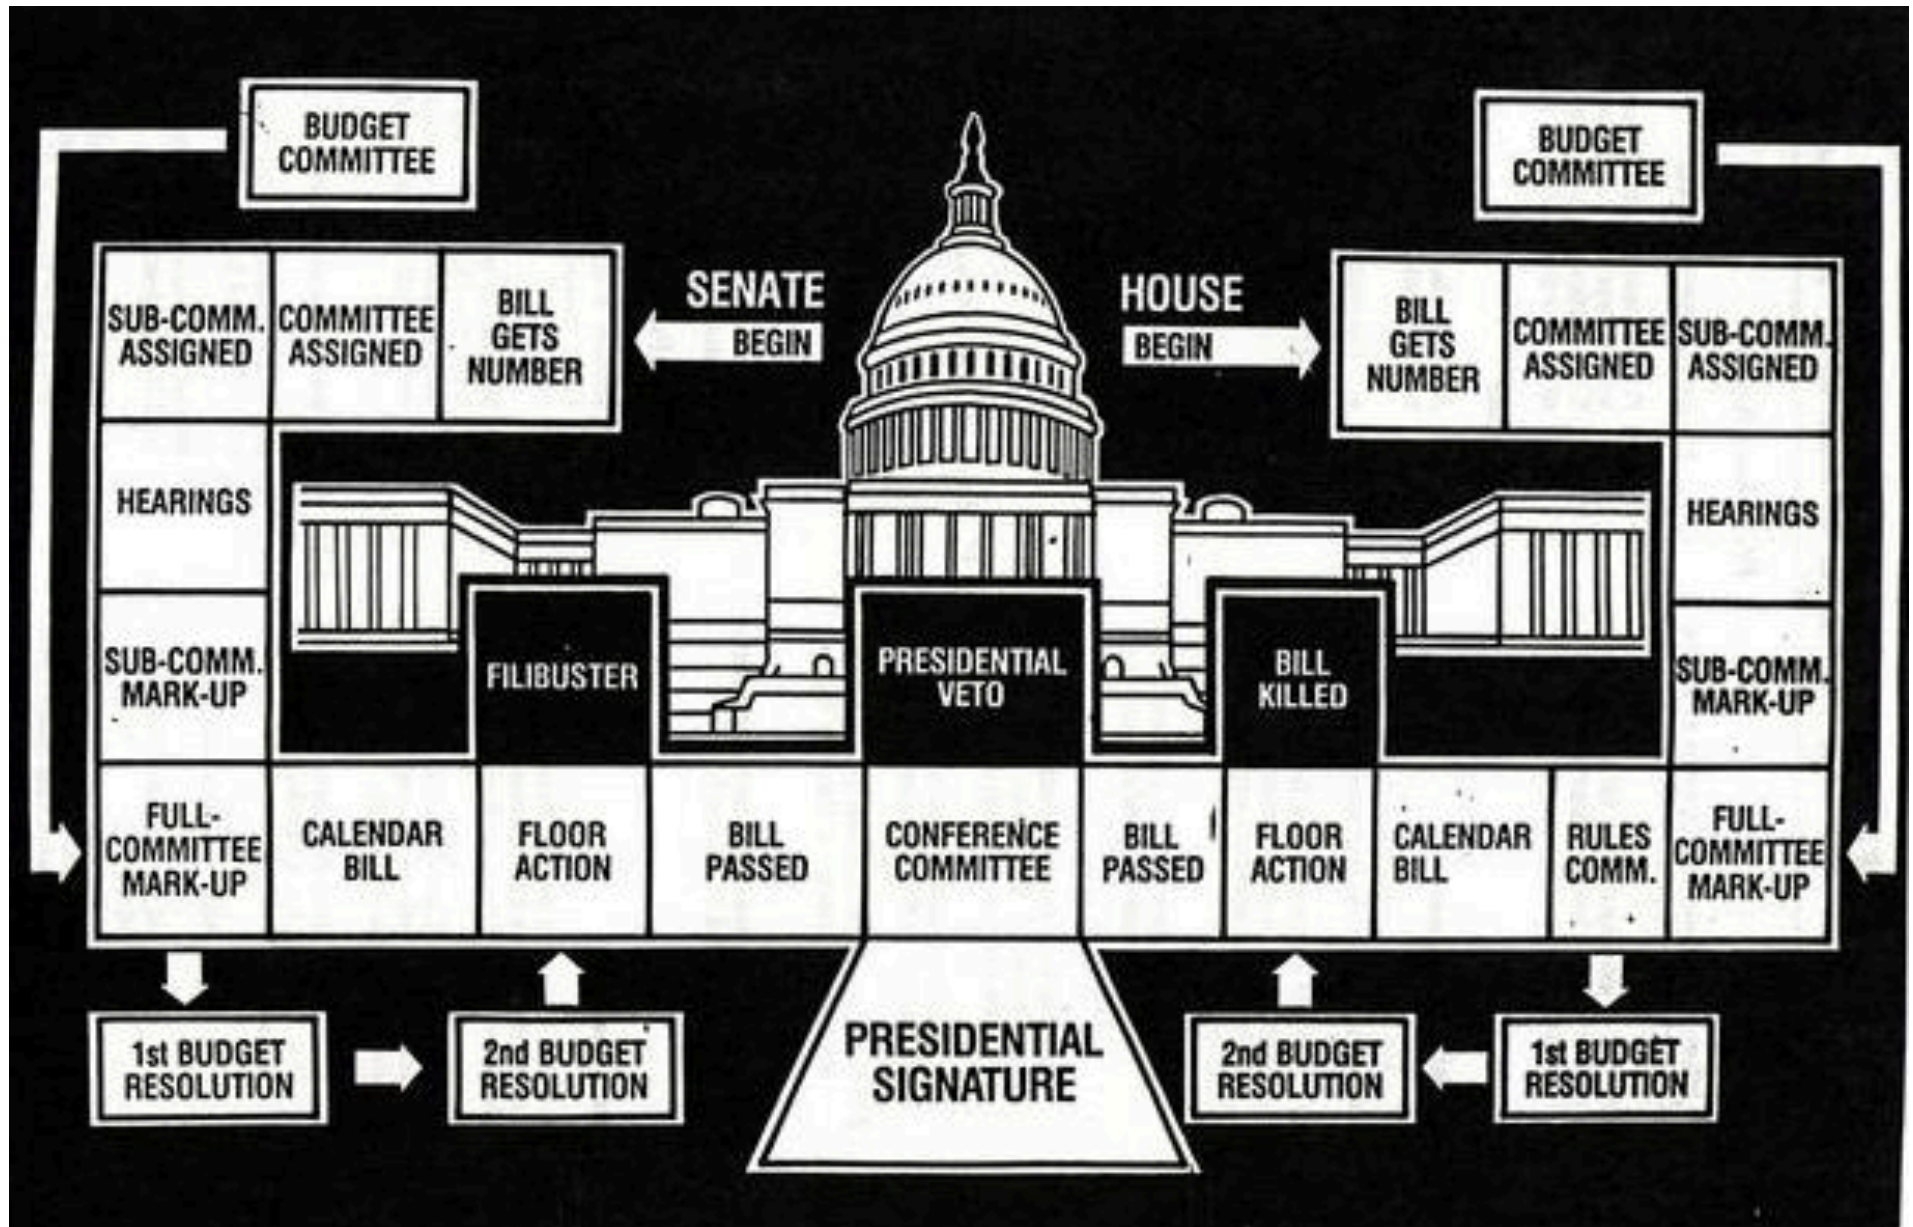 BUDGET
COMMITTEE
BUDGET
COMMITTEE
SENATE
BEGIN
HOUSE
BEGIN
SUB-COMM.
ASSIGNED
COMMITTEE
ASSIGNED
BILL
GETS
NUMBER
BILL
GETS
NUMBER
COMMITTEE
ASSIGNED
SUB-COMM.
ASSIGNED
HEARINGS
HEARINGS
SUB-COMM.
MARK-UP
FILIBUSTER
PRESIDENTIAL
VETO
BILL
KILLED
SUB-COMM.
MARK-UP
FULL-
COMMITTEE
MARK-UP
CALENDAR
BILL
FLOOR
ACTION
BILL
PASSED
CONFERENCE
COMMITTEE
BILL
PASSED
FLOOR
ACTION
CALENDAR
BILL
RULES
COMM.
FULL-
COMMITTEE
MARK-UP
1st BUDGET
RESOLUTION
2nd BUDGET
RESOLUTION
PRESIDENTIAL
SIGNATURE
2nd BUDGET
RESOLUTION
1st BUDGET
RESOLUTION